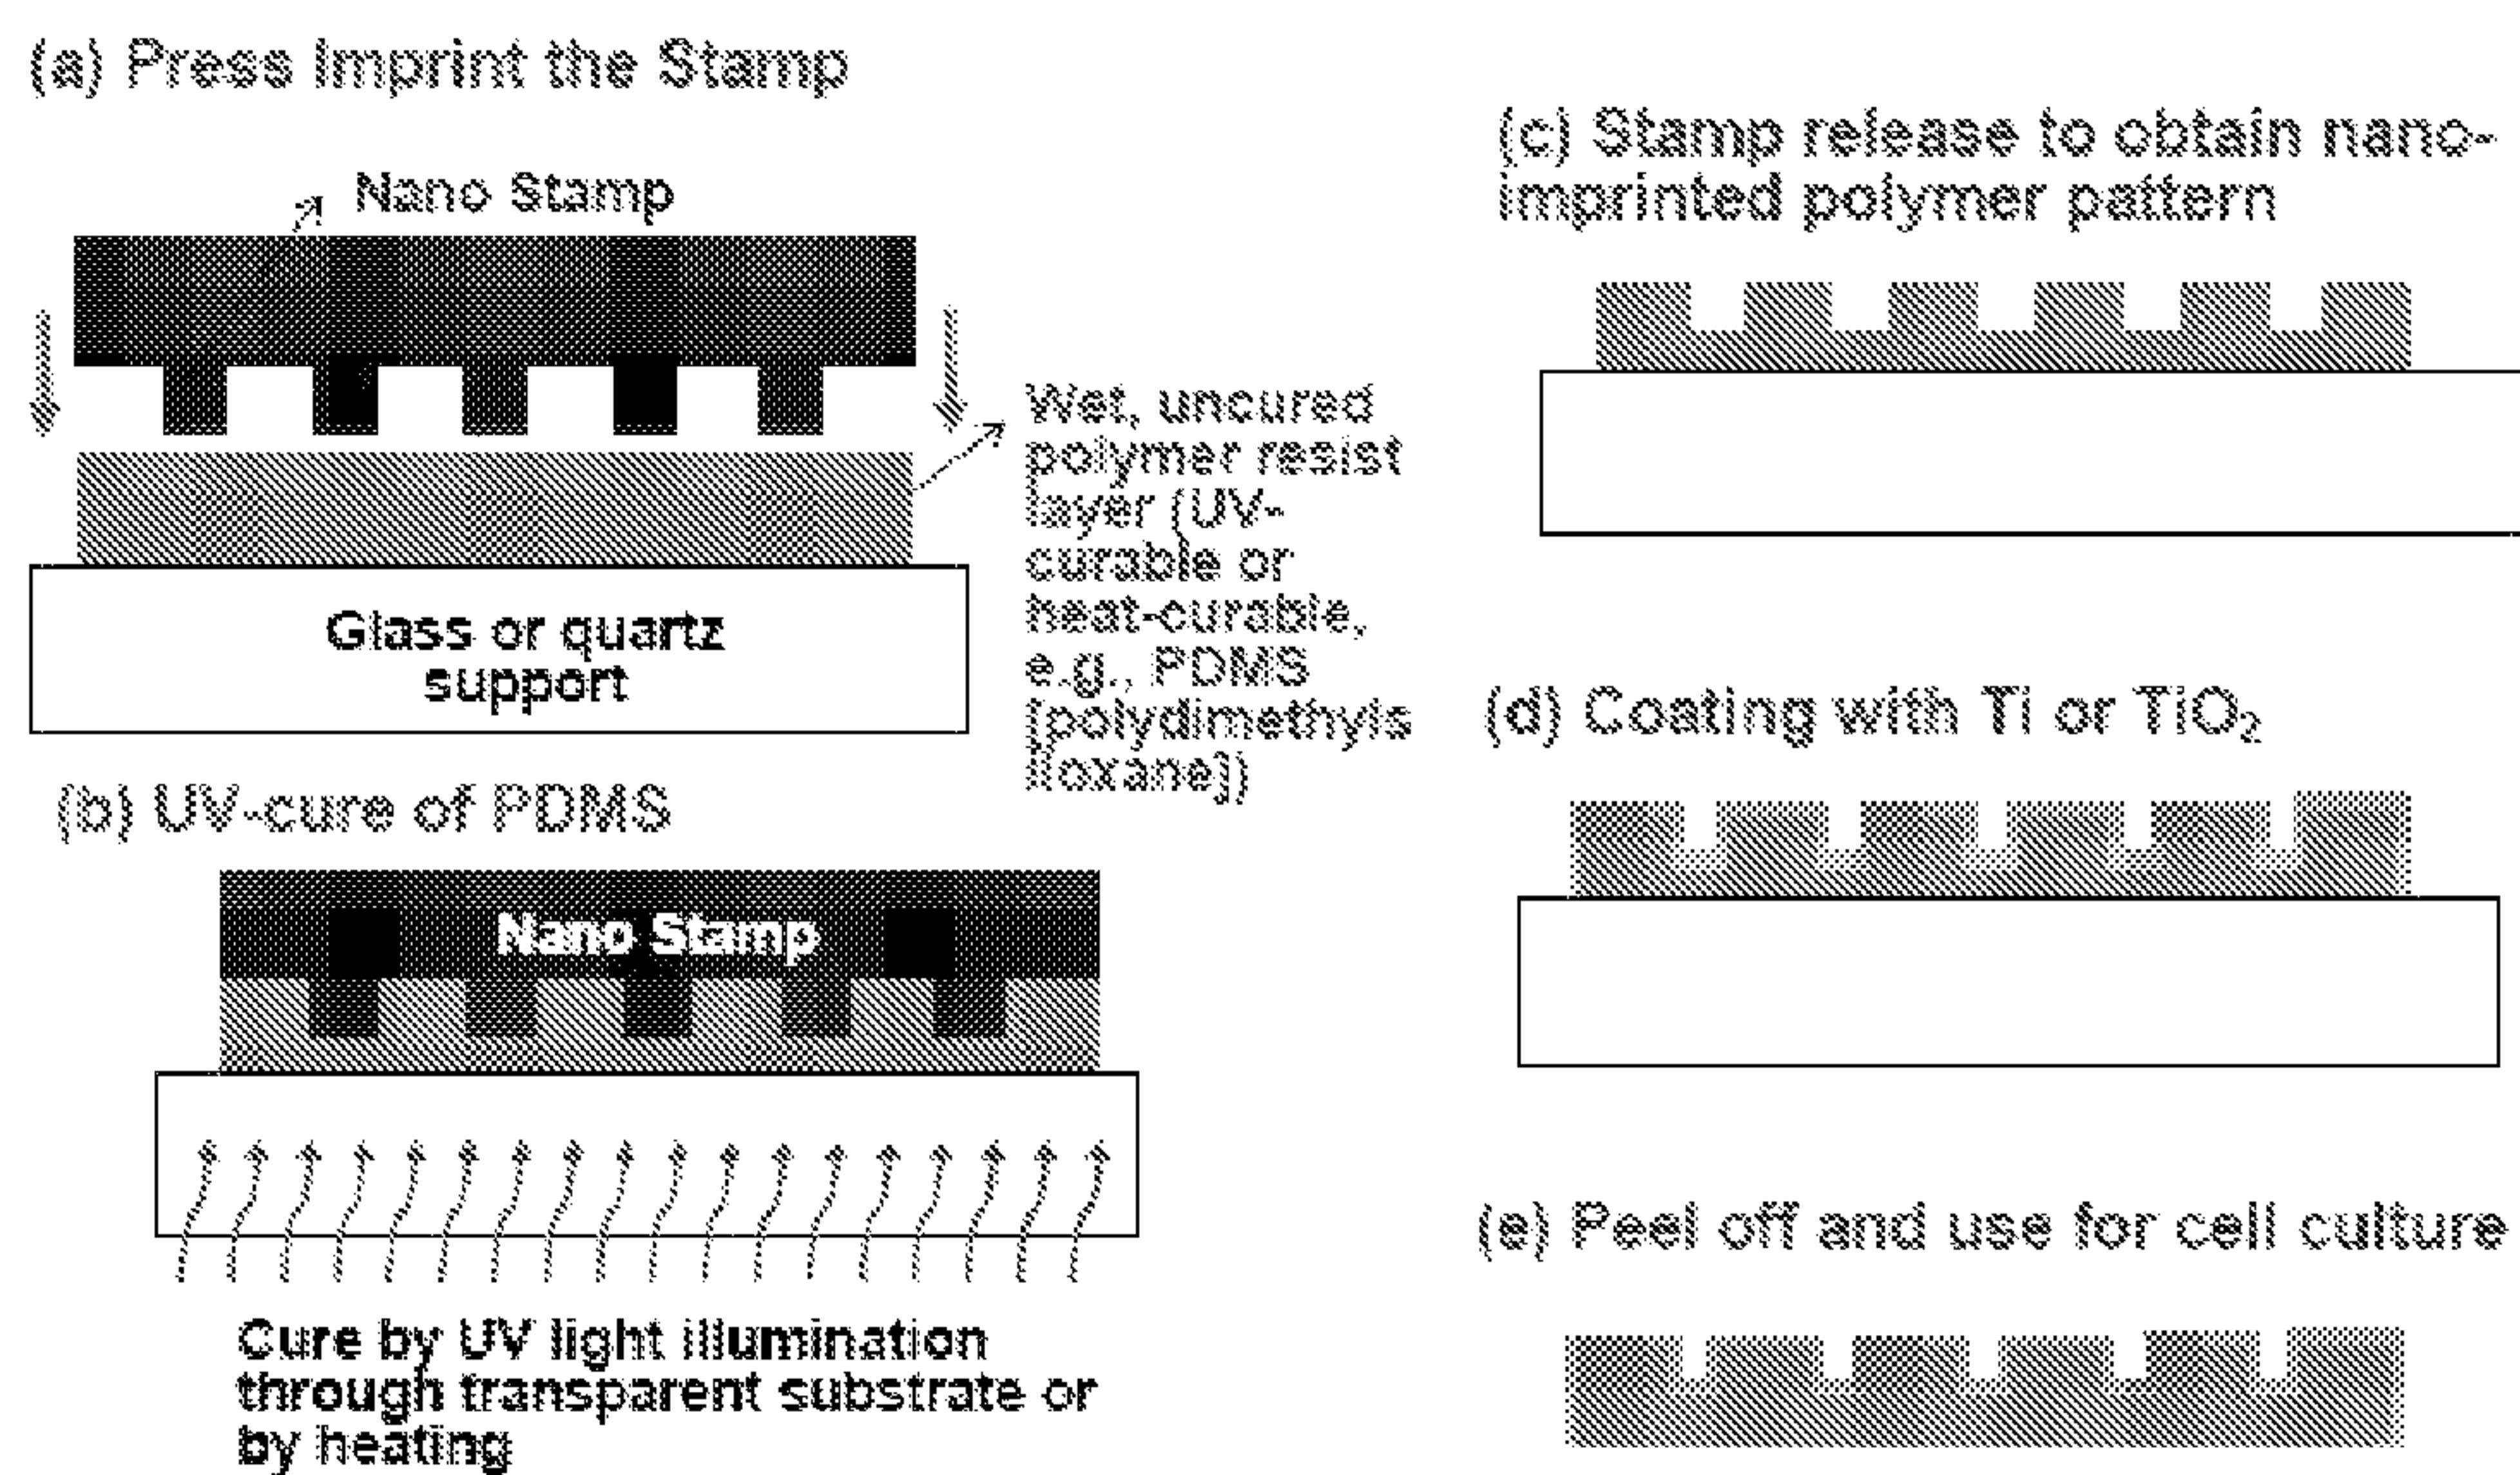 (a) Press Imprint the Stamp
Nano Stamp
Wet, uncured
polymer resist
layer (UV-
curable or
heat-curable,
e.g., PDMS
[polydimethyls
iloxane])
Glass or quartz
support
(b) UV-cure of PDMS
Nano Stamp
Cure by UV light illumination
through transparent substrate or
by heating
(c) Stamp release to obtain nano-
imprinted polymer pattern
(d) Coating with Ti or TiO₂
(e) Peel off and use for cell culture